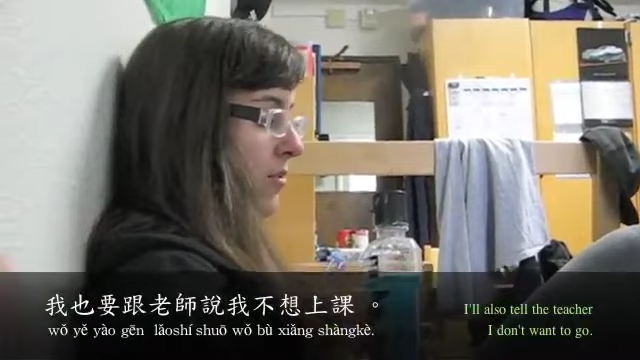 我也要跟老師說我不想上課。
wǒ yě yào gēn lǎoshí shuō wǒ bù xiǎng shàngkè.
I'll also tell the teacher
I don't want to go.